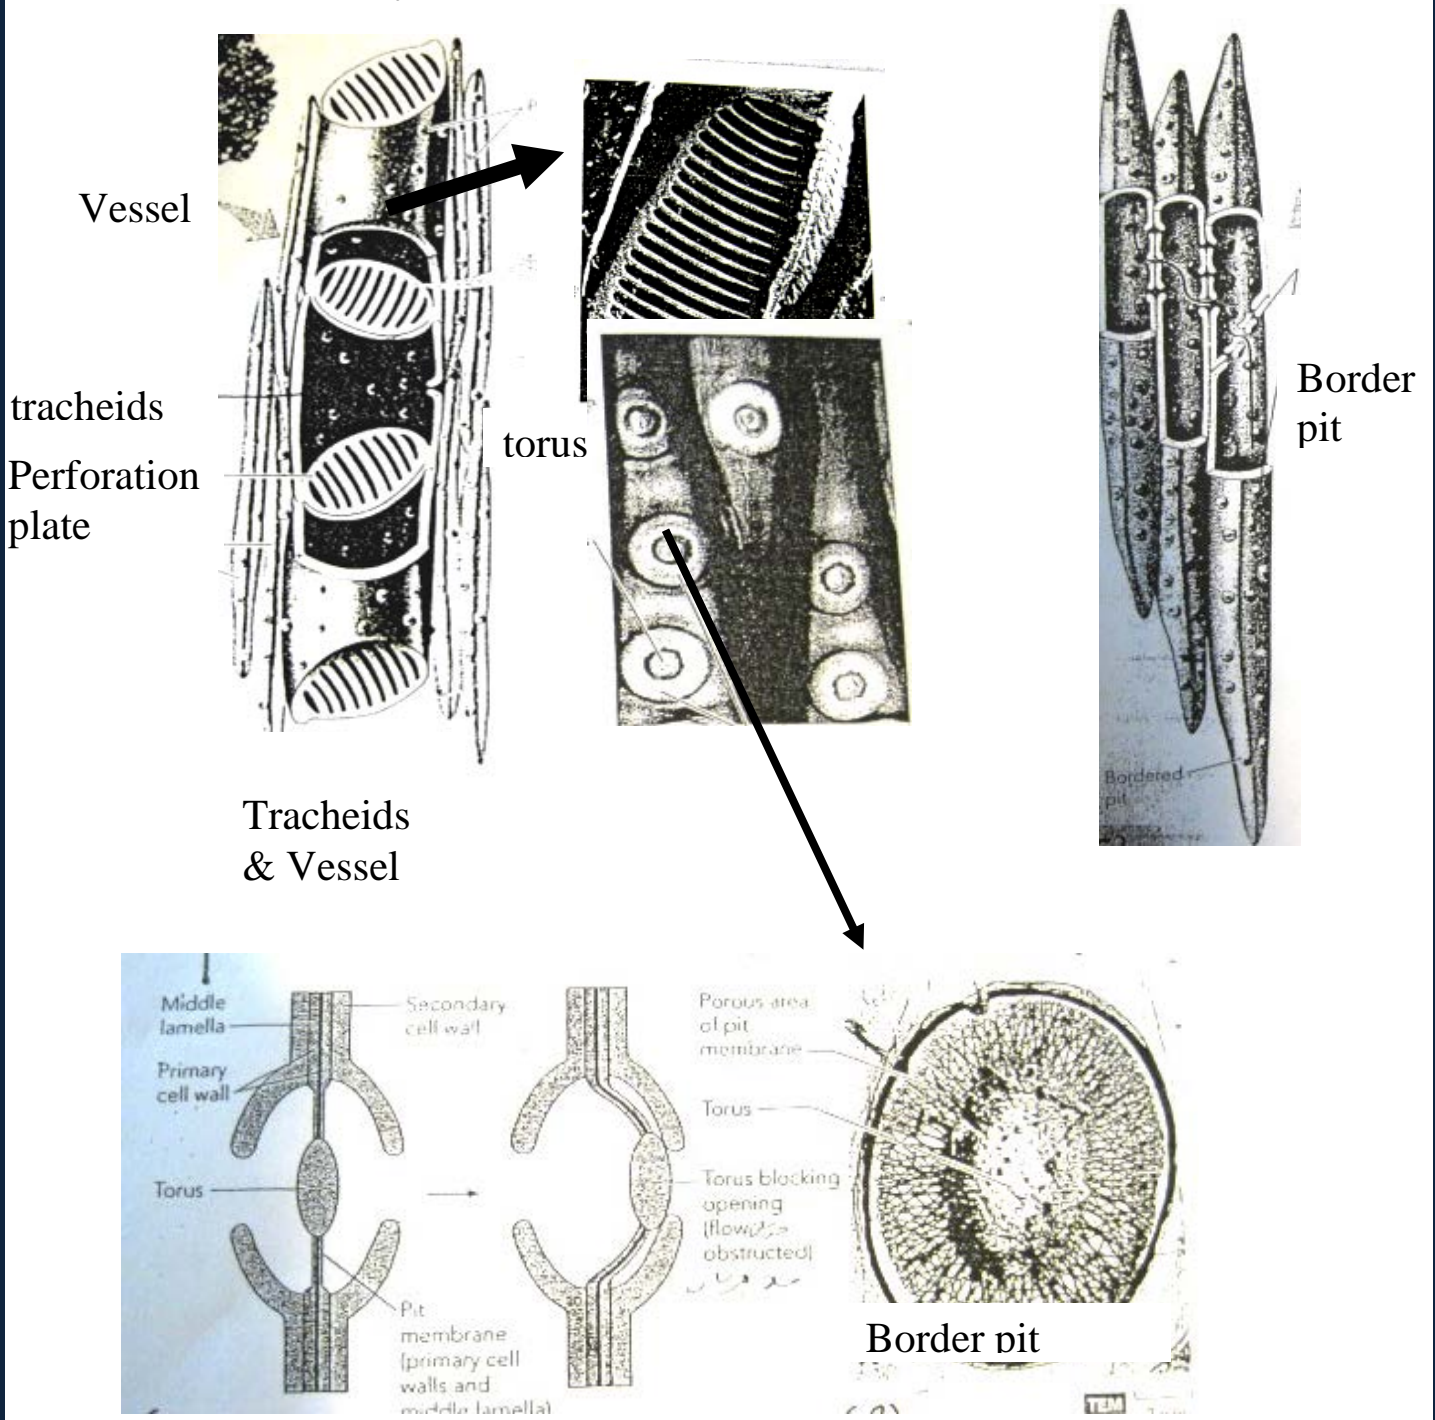 Vessel
tracheids
Perforation
plate
torus
Border
pit
Bordered
pit
Tracheids
& Vessel
Middle
lamella
Primary
cell wall
Torus
Secondary
cell wall
Pit
membrane
(primary cell
walls and
middle lamella)
Porous area
of pit
membrane
Torus
Torus blocking
opening
(flow
obstructed)
Border pit
TEM